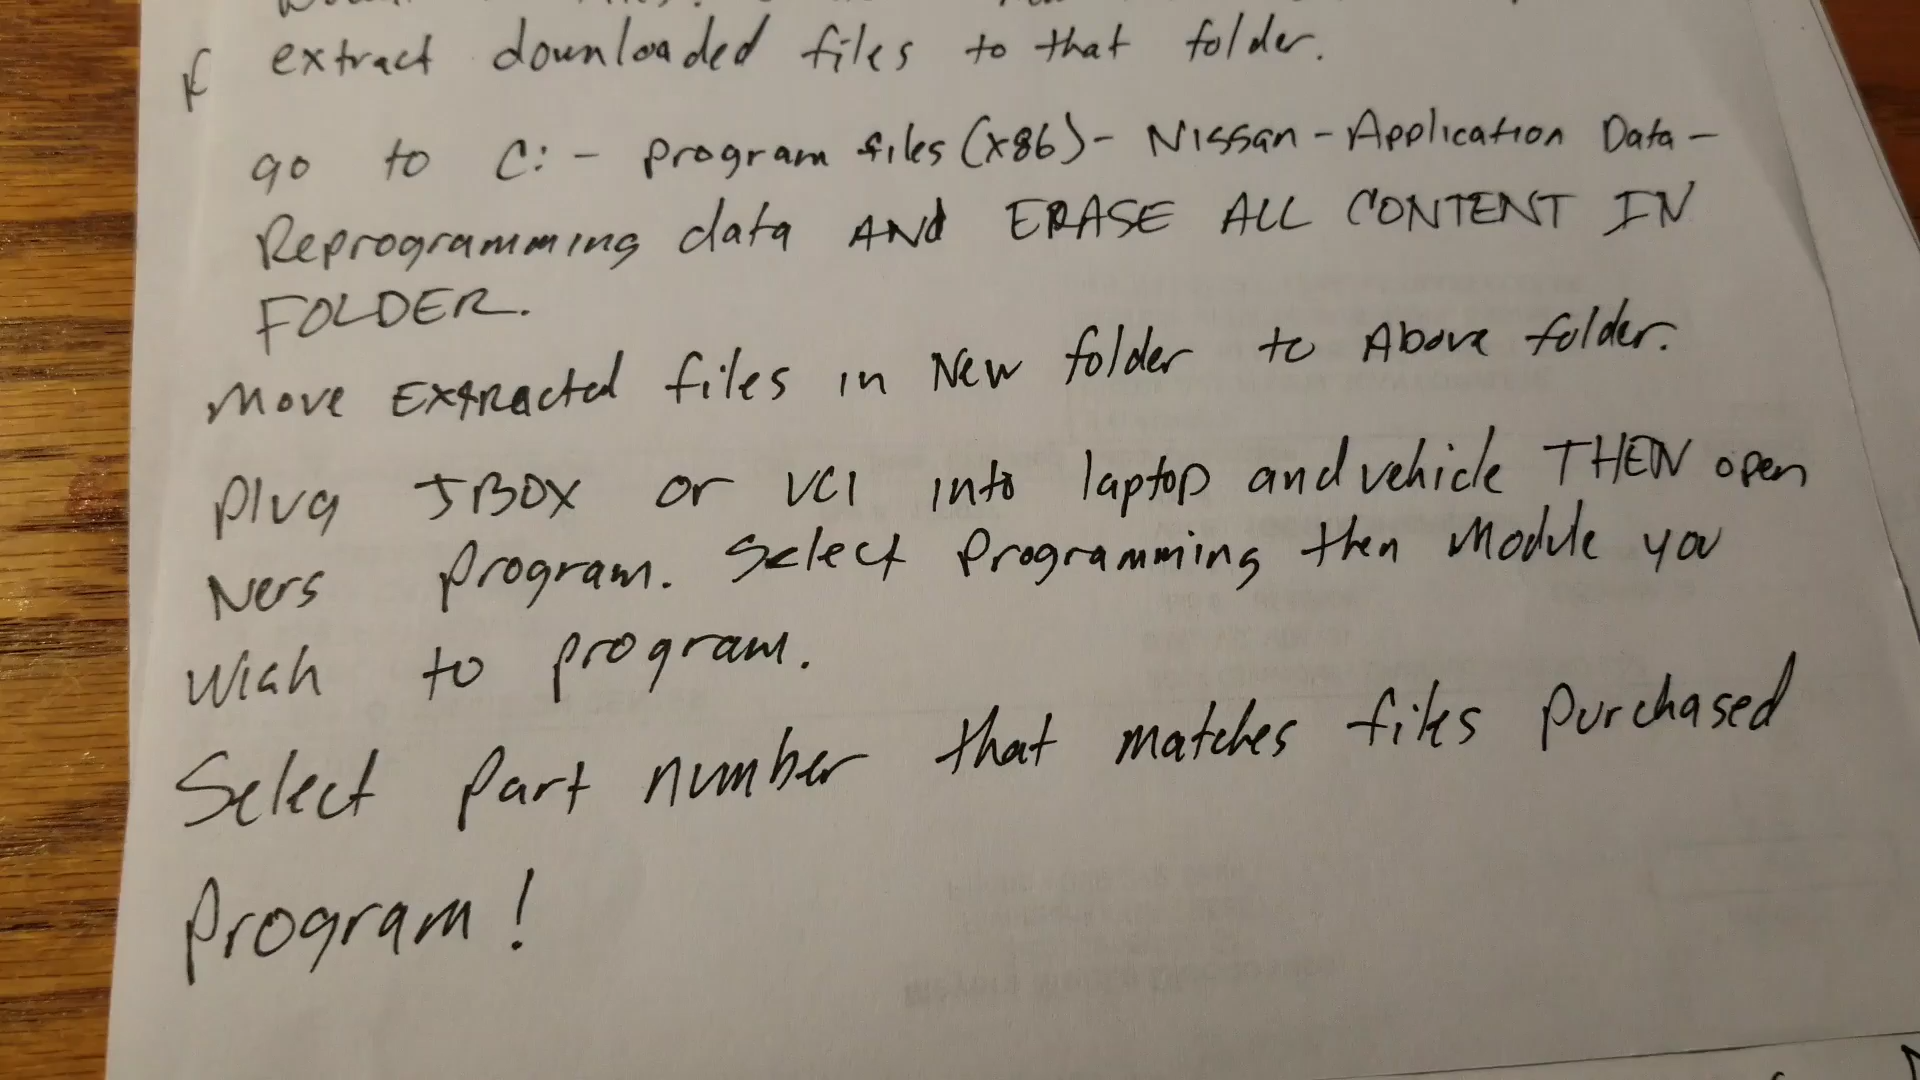 extract downloaded files to that folder.
go to C: - program files (x86) - Nissan - Application Data -
Reprogramming data AND ERASE ALL CONTENT IN
FOLDER.
Move Extracted files in New folder to Above folder.
Plug JBOX or VCI into laptop and vehicle THEN open
Ners program. Select Programming then Module you
Wish to program.
Select Part number that matches files purchased
Program!